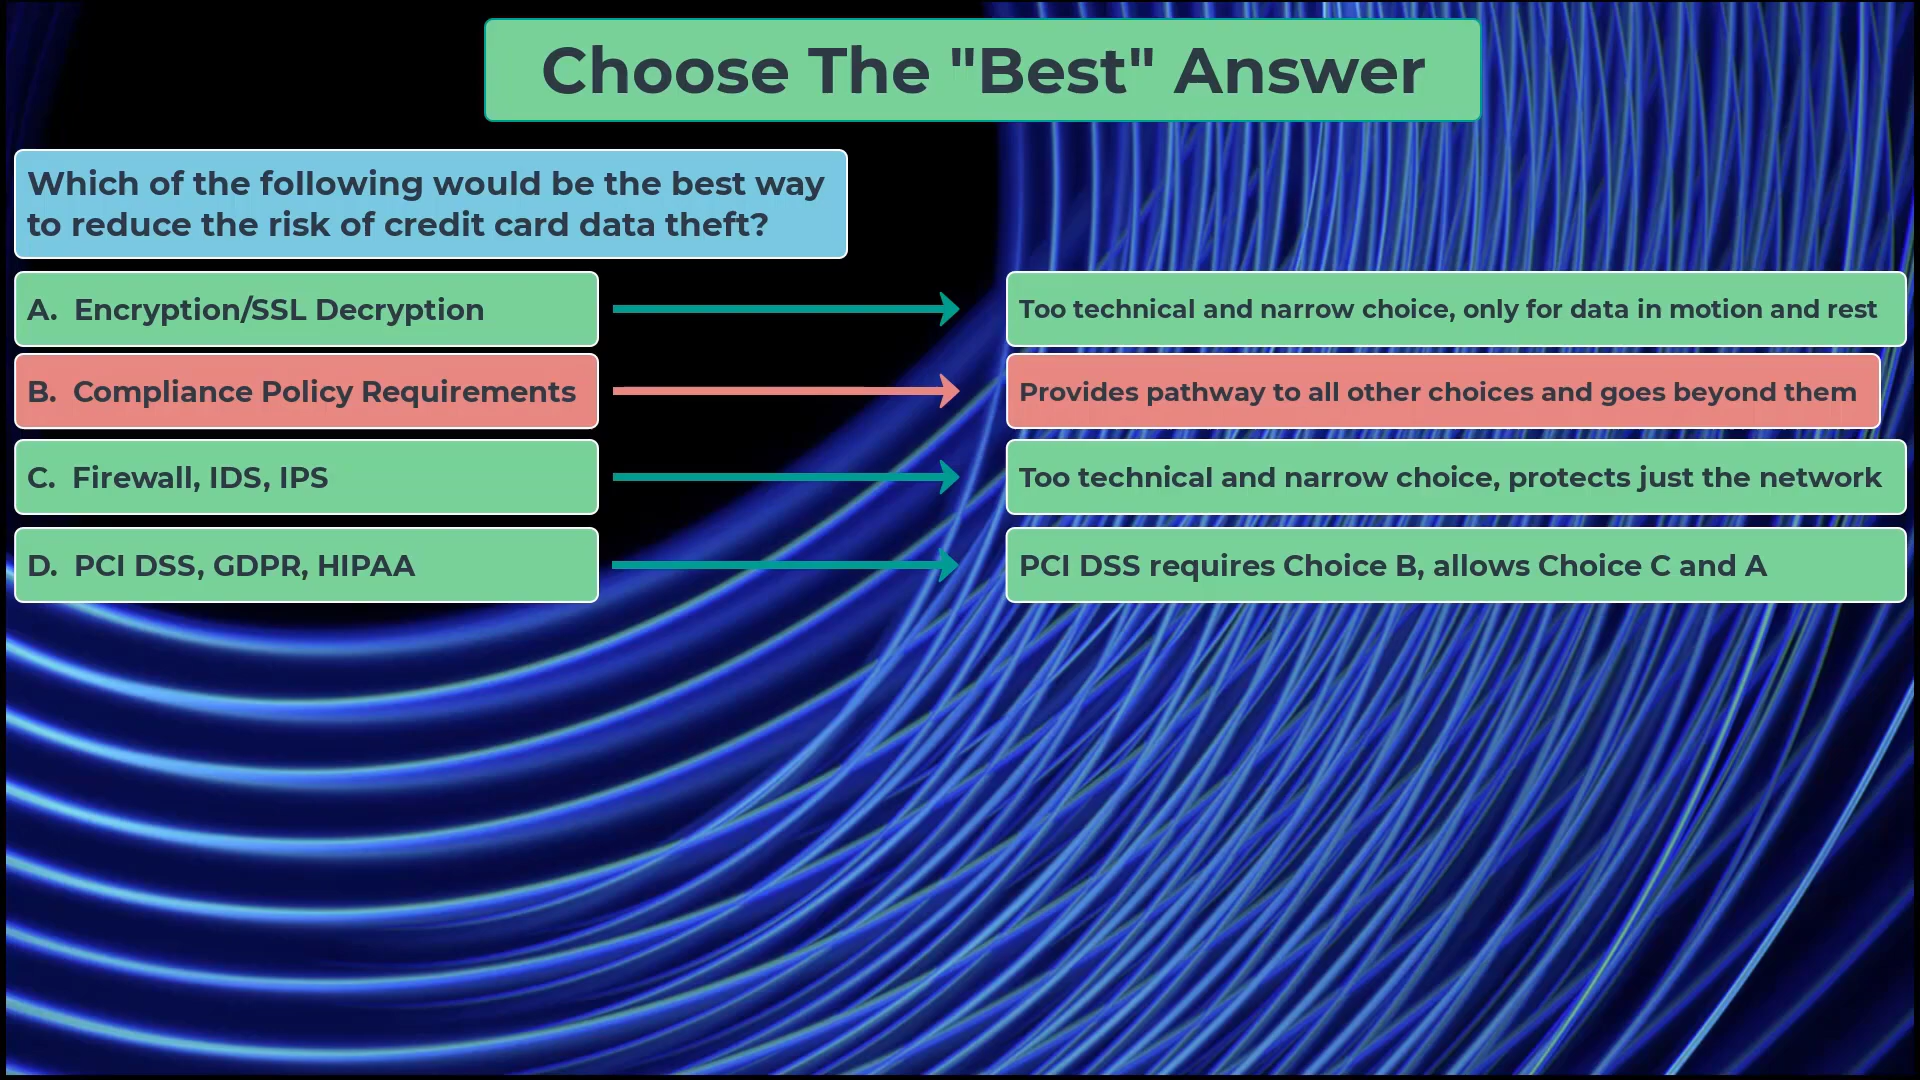 Choose The "Best" Answer
Which of the following would be the best way
to reduce the risk of credit card data theft?
A. Encryption/SSL Decryption
Too technical and narrow choice, only for data in motion and rest
B. Compliance Policy Requirements
Provides pathway to all other choices and goes beyond them
C. Firewall, IDS, IPS
Too technical and narrow choice, protects just the network
D. PCI DSS, GDPR, HIPAA
PCI DSS requires Choice B, allows Choice C and A